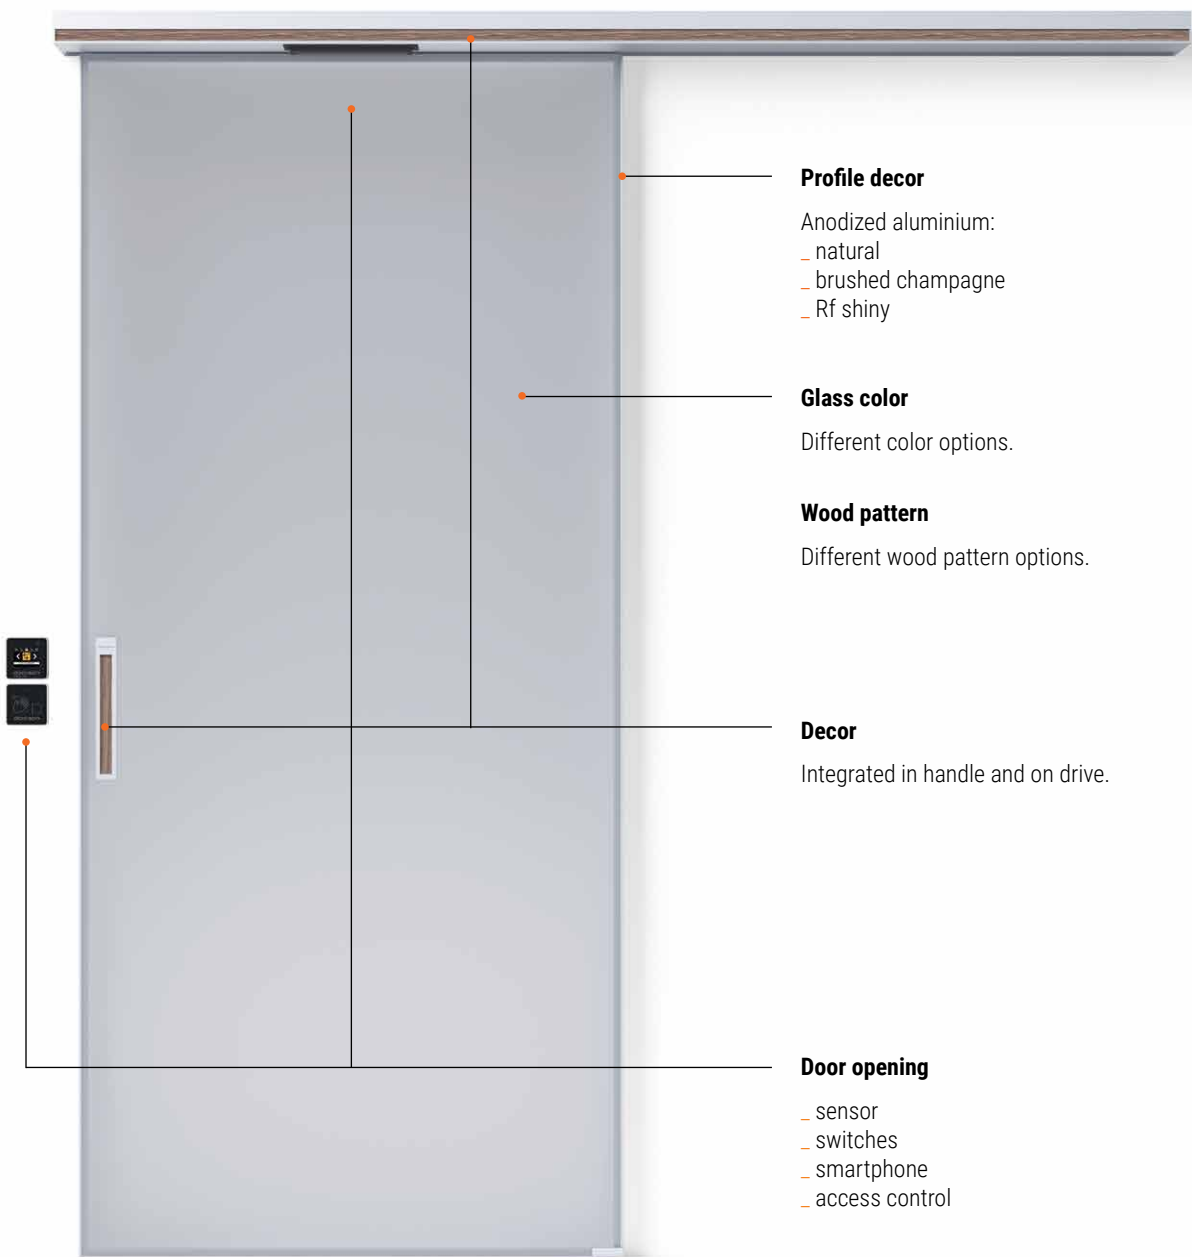 Profile decor
Anodized aluminium:
_ natural
_ brushed champagne
_ Rf shiny
Glass color
Different color options.
Wood pattern
Different wood pattern options.
Decor
Integrated in handle and on drive.
Door opening
_ sensor
_ switches
_ smartphone
_ access control